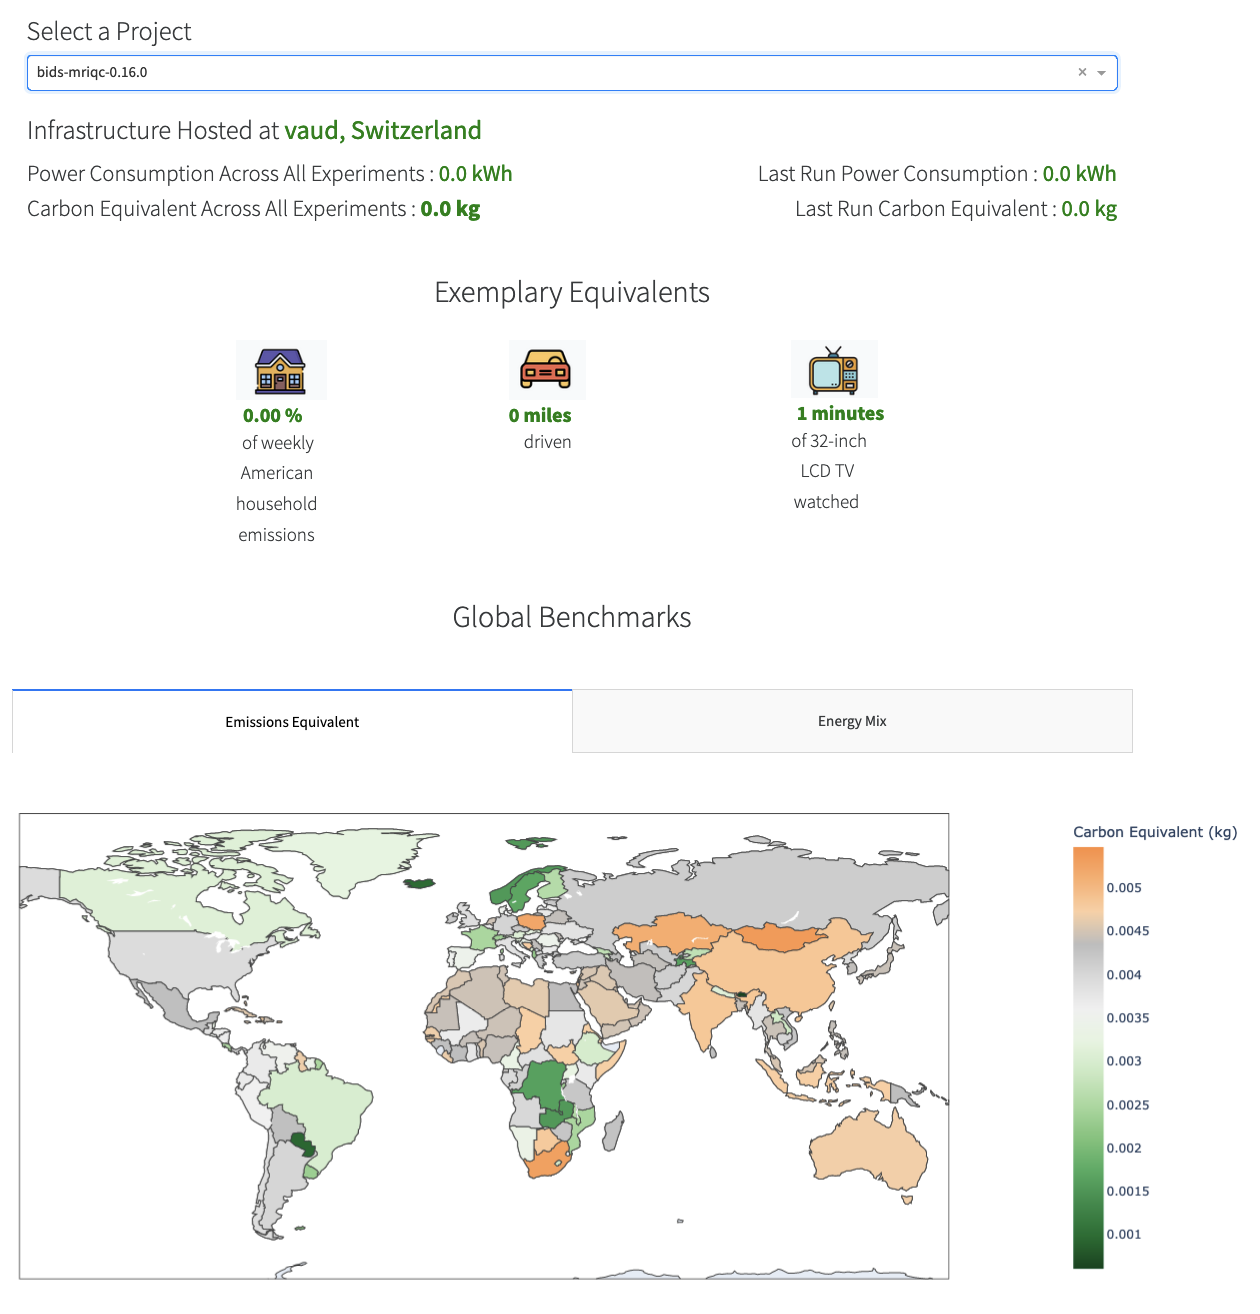 Select a Project
bids-mriqc-0.16.0
Infrastructure Hosted at vaud, Switzerland
Power Consumption Across All Experiments : 0.0 kWh
Last Run Power Consumption : 0.0 kWh
Carbon Equivalent Across All Experiments : 0.0 kg
Last Run Carbon Equivalent : 0.0 kg
Exemplary Equivalents
0.00 %
of weekly
American
household
emissions
0 miles
driven
1 minutes
of 32-inch
LCD TV
watched
Global Benchmarks
Emissions Equivalent
Energy Mix
Carbon Equivalent (kg)
0.005
0.0045
0.004
0.0035
0.003
0.0025
0.002
0.0015
0.001